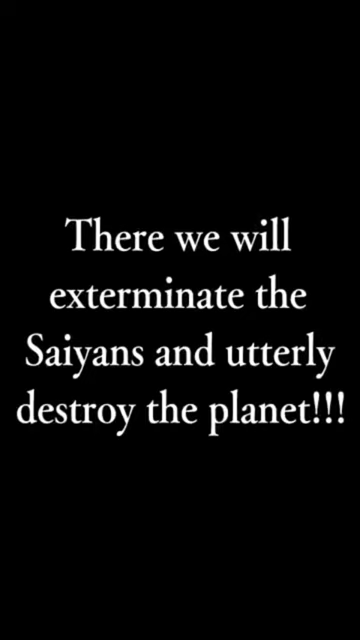 There we will
exterminate the
Saiyans and utterly
destroy the planet!!!